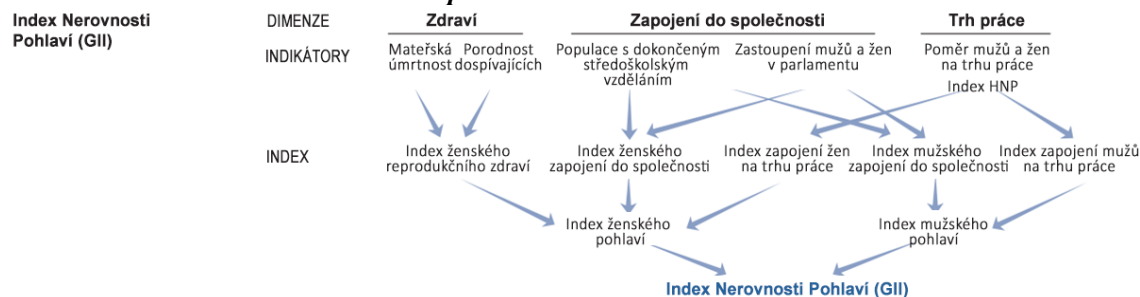 Index Nerovnosti
Pohlaví (GII)
DIMENZE
Zdraví
Zapojení do společnosti
Trh práce
INDIKÁTORY
Mateřská úmrtnost
Porodnost dospívajících
Populace s dokončeným
středoškolským
vzděláním
Zastoupení mužů a žen
v parlamentu
Poměr mužů a žen
na trhu práce
Index HNP
INDEX
Index ženského
reprodukčního zdraví
Index ženského
zapojení do společnosti
Index zapojení žen
na trhu práce
Index mužského
zapojení do společnosti
Index zapojení mužů
na trhu práce
Index ženského
pohlaví
Index mužského
pohlaví
Index Nerovnosti Pohlaví (GII)